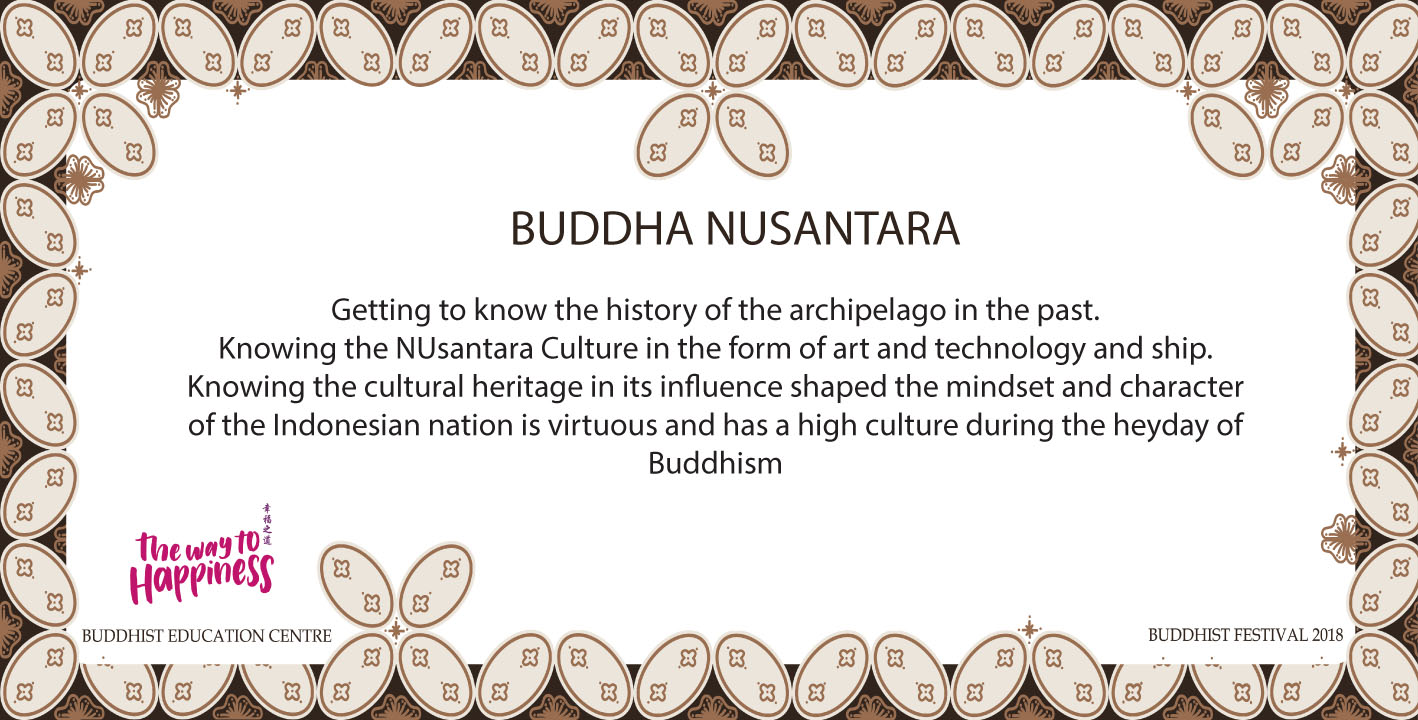 BUDDHA NUSANTARA
Getting to know the history of the archipelago in the past.
Knowing the NUsantara Culture in the form of art and technology and ship.
Knowing the cultural heritage in its influence shaped the mindset and character
of the Indonesian nation is virtuous and has a high culture during the heyday of
Buddhism
幸福之道
the way to
Happiness
BUDDHIST EDUCATION CENTRE
BUDDHIST FESTIVAL 2018